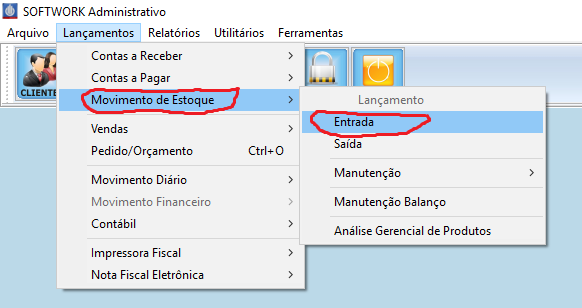 SOFTWORK Administrativo
Arquivo Lançamentos Relatórios Utilitários Ferramentas
CLIENTE
Contas a Receber
Contas a Pagar
Movimento de Estoque
Vendas
Pedido/Orçamento Ctrl+O
Movimento Diário
Movimento Financeiro
Contábil
Impressora Fiscal
Nota Fiscal Eletrônica
Lançamento
Entrada
Saída
Manutenção
Manutenção Balanço
Análise Gerencial de Produtos